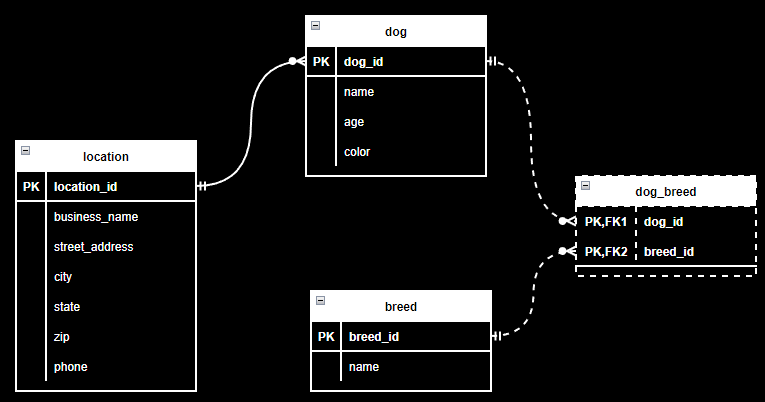 dog
PK dog_id
name
age
color
location
PK location_id
business_name
street_address
city
state
zip
phone
dog_breed
PK,FK1 dog_id
PK,FK2 breed_id
breed
PK breed_id
name